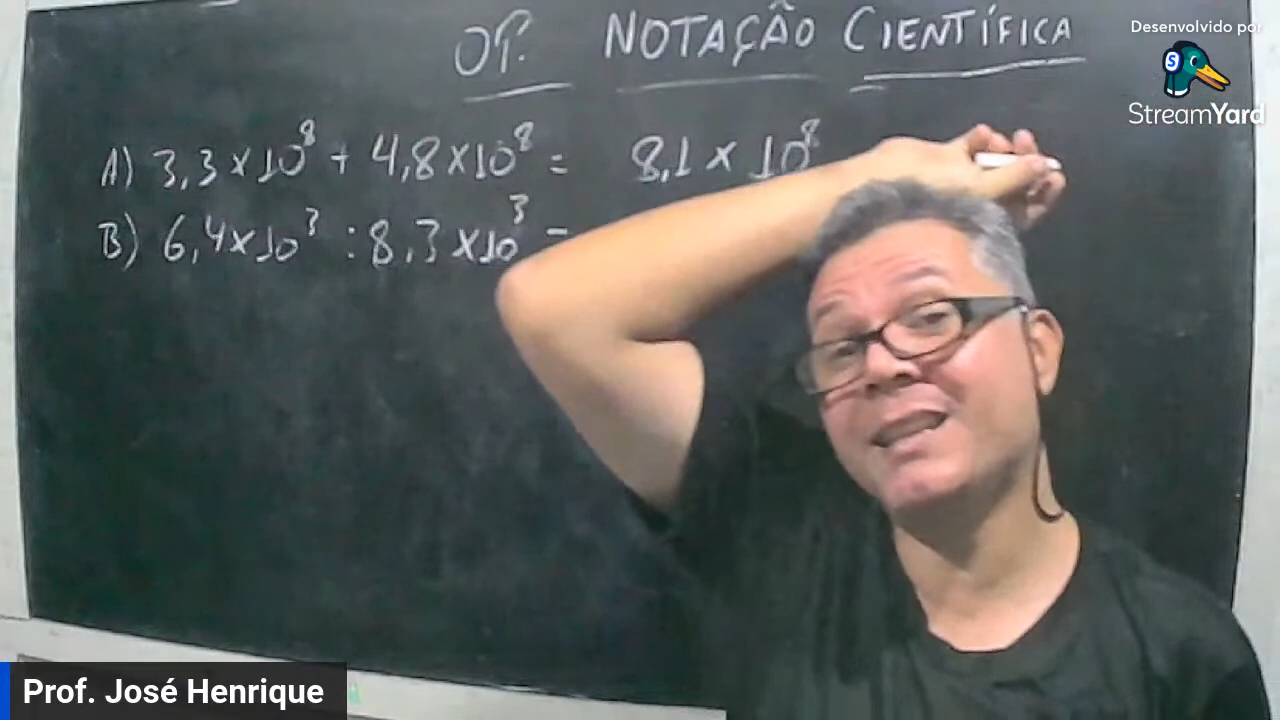 OP. NOTAÇÃO CIENTÍFICA
Desenvolvido por
StreamYard
A) 3,3 x 10⁸ + 4,8 x 10⁸ = 8,1 x 10⁸
B) 6,4 x 10³ : 8,3 x 10³ =
Prof. José Henrique